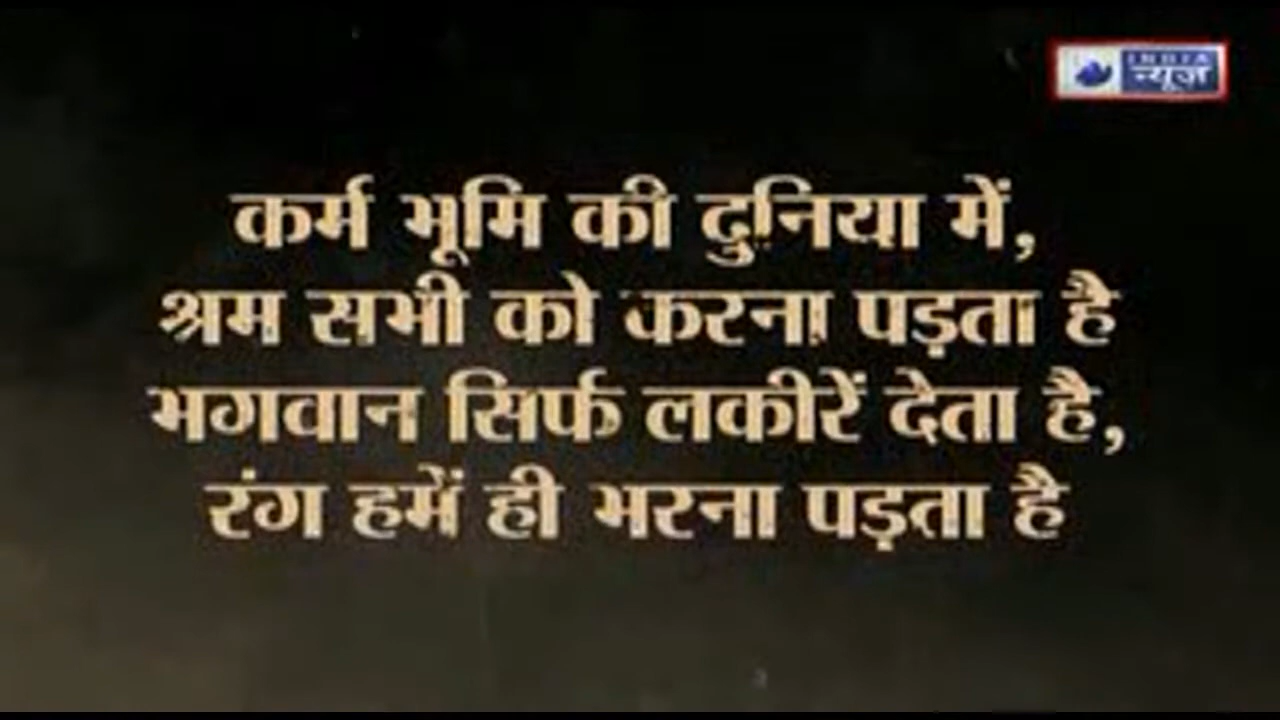 INDIA
न्यूज़
कर्म भूमि की दुनिया में,
श्रम सभी को करना पड़ता है
भगवान सिर्फ लकीरें देता है,
रंग हमें ही भरना पड़ता है